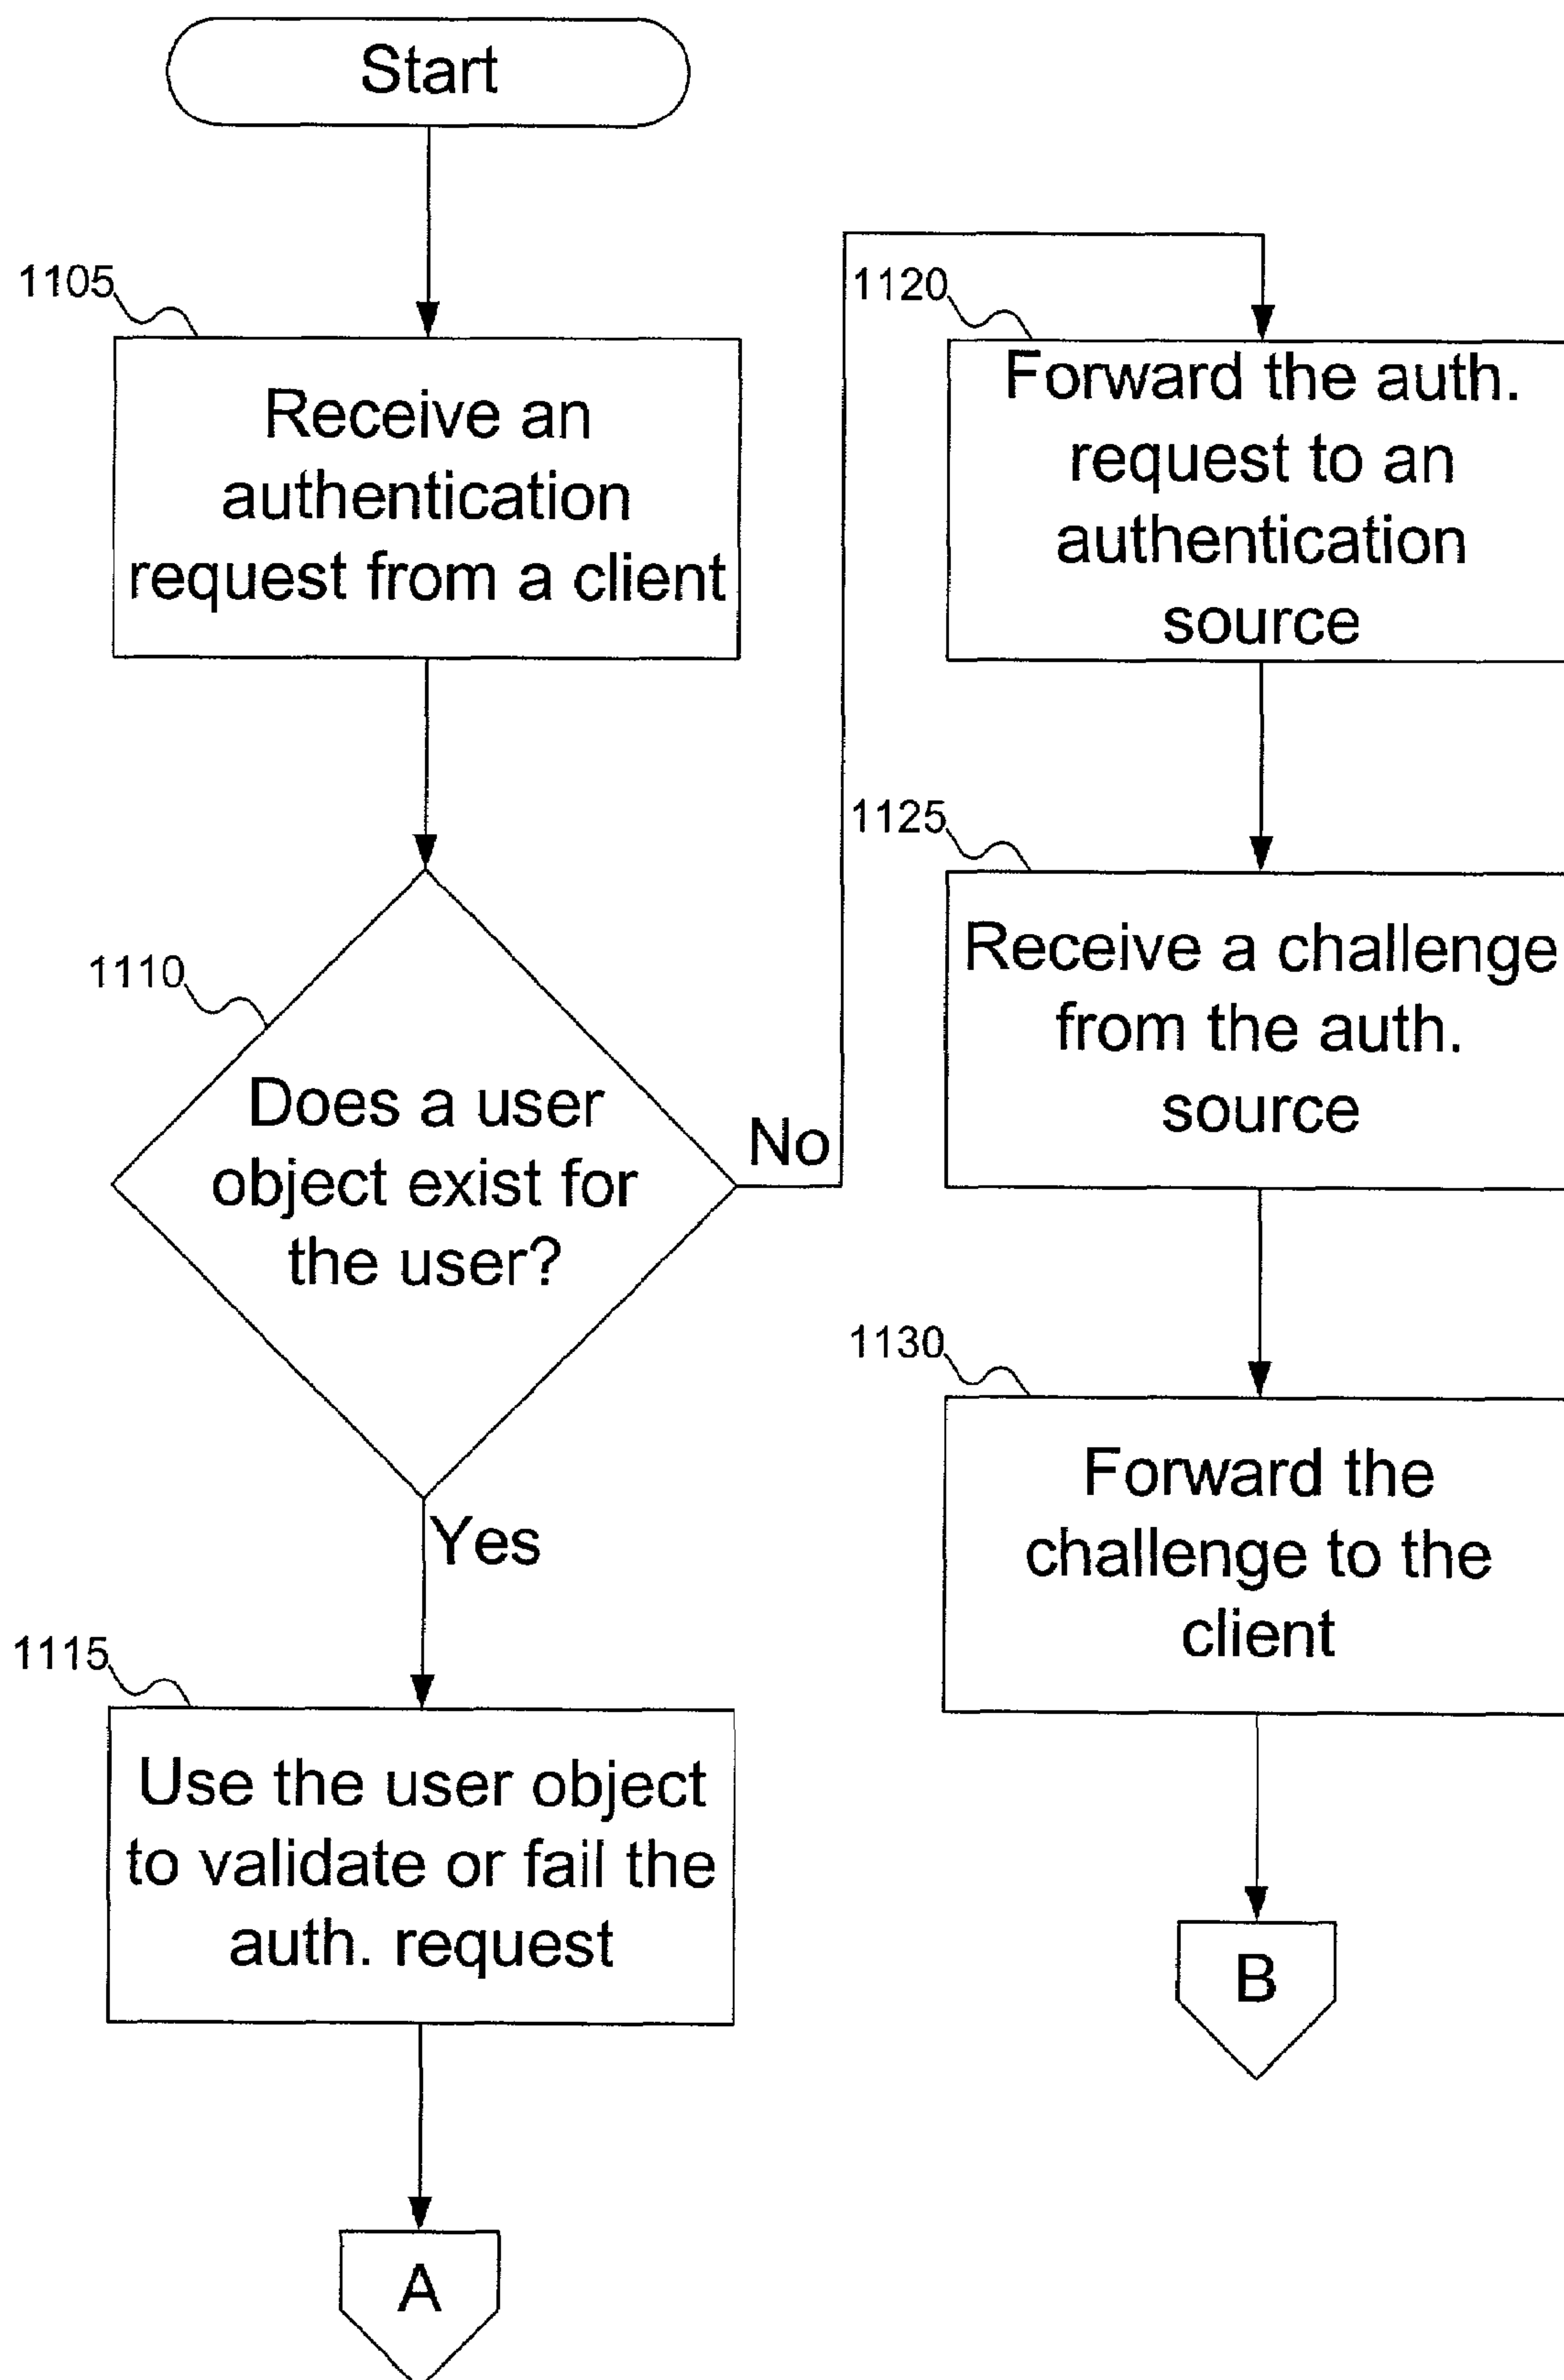 Start
1105
Receive an
authentication
request from a client
1110
Does a user
object exist for
the user?
No
Yes
1115
Use the user object
to validate or fail the
auth. request
A
1120
Forward the auth.
request to an
authentication
source
1125
Receive a challenge
from the auth.
source
1130
Forward the
challenge to the
client
B